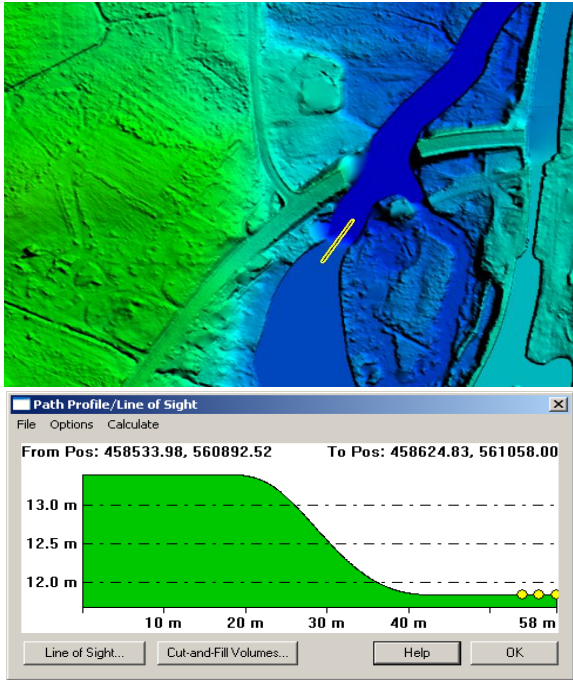 Path Profile/Line of Sight
File Options Calculate
From Pos: 458533.98, 560892.52 To Pos: 458624.83, 561058.00
13.0 m
12.5 m
12.0 m
10 m 20 m 30 m 40 m 58 m
Line of Sight... Cut-and-Fill Volumes... Help OK